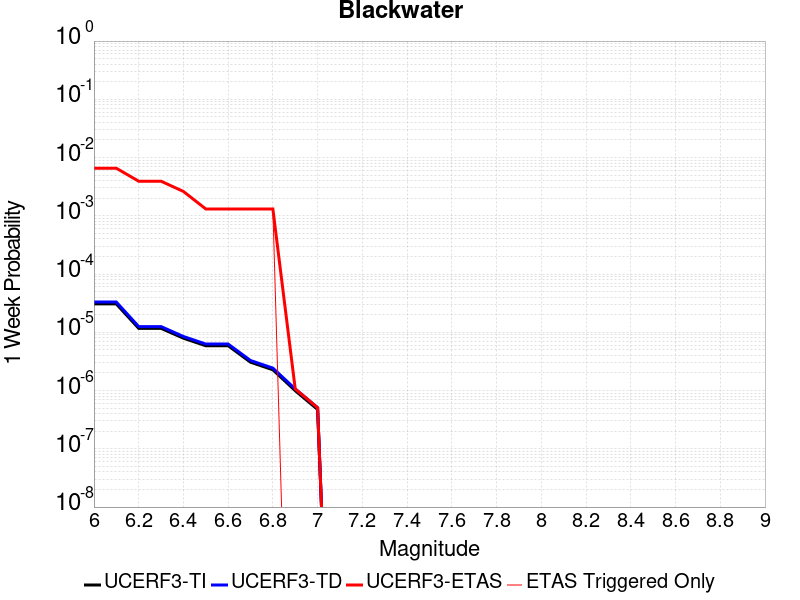 Blackwater
10^0
10^-1
10^-2
10^-3
10^-4
10^-5
10^-6
10^-7
10^-8
1 Week Probability
6 6.2 6.4 6.6 6.8 7 7.2 7.4 7.6 7.8 8 8.2 8.4 8.6 8.8 9
Magnitude
UCERF3-TI UCERF3-TD UCERF3-ETAS ETAS Triggered Only